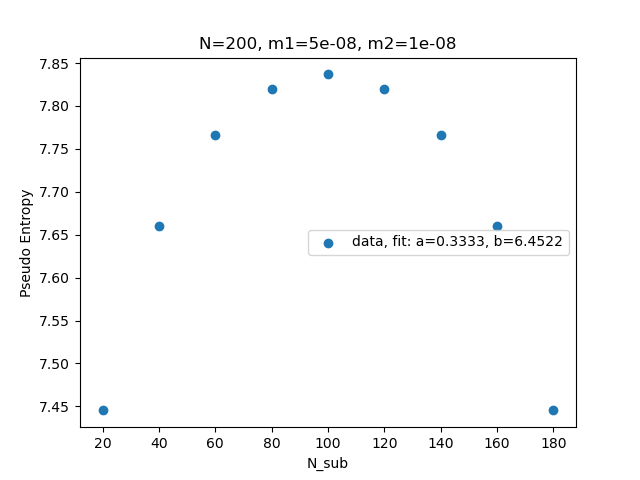 N=200, m1=5e-08, m2=1e-08
Pseudo Entropy
7.85
7.80
7.75
7.70
7.65
7.60
7.55
7.50
7.45
data, fit: a=0.3333, b=6.4522
20 40 60 80 100 120 140 160 180
N_sub